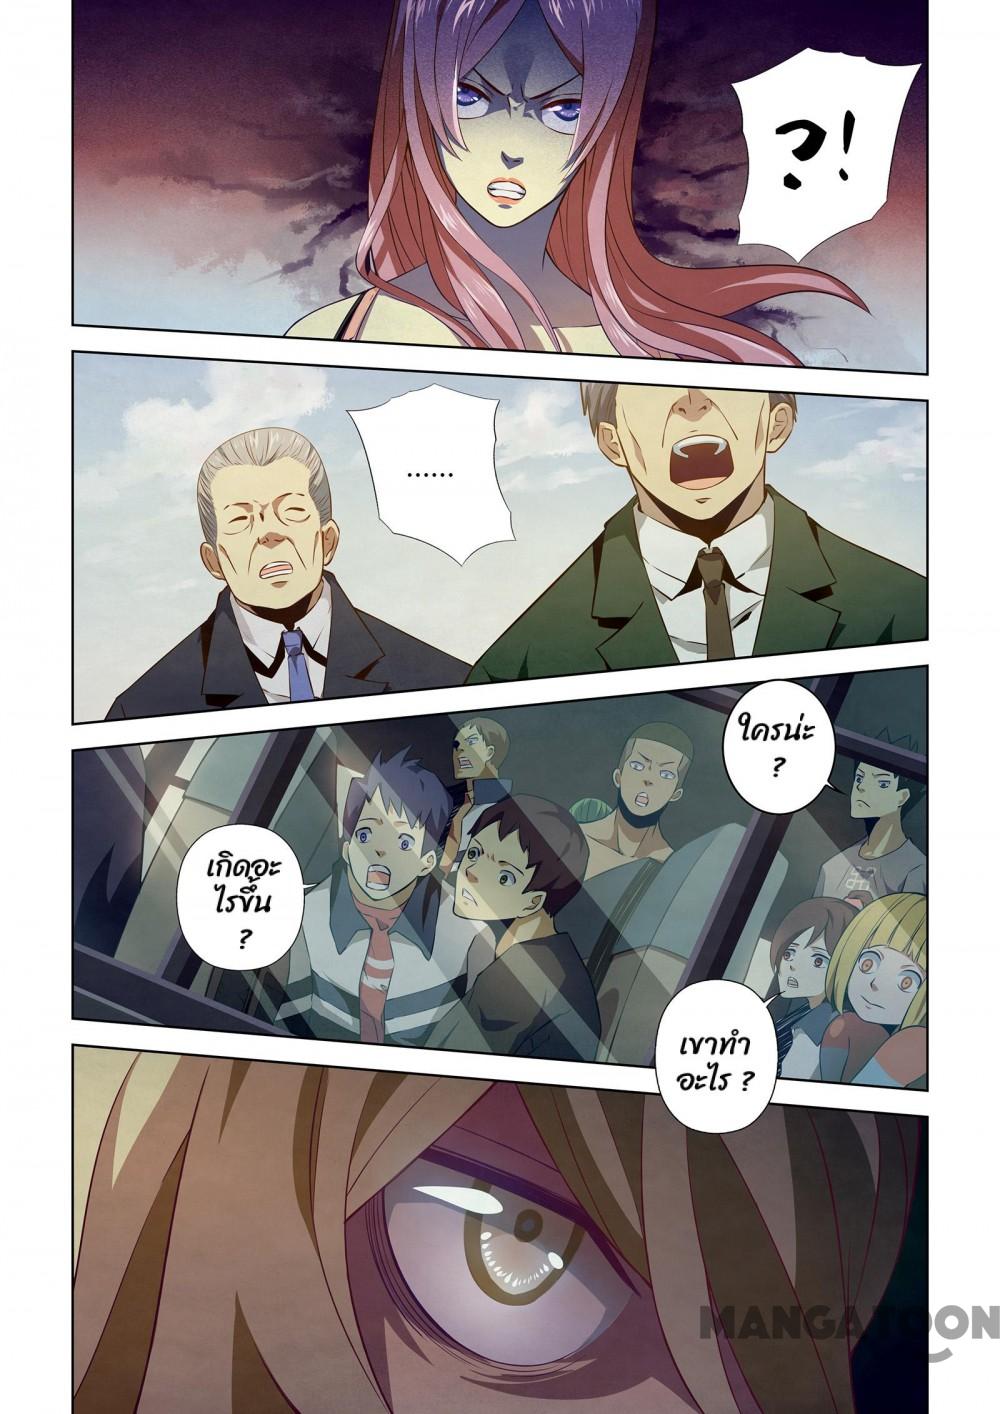 ?!
......
ใครน่ะ
?
เกิดอะ
ไรขึ้น
?
เขาทำ
อะไร ?
MANGATOON